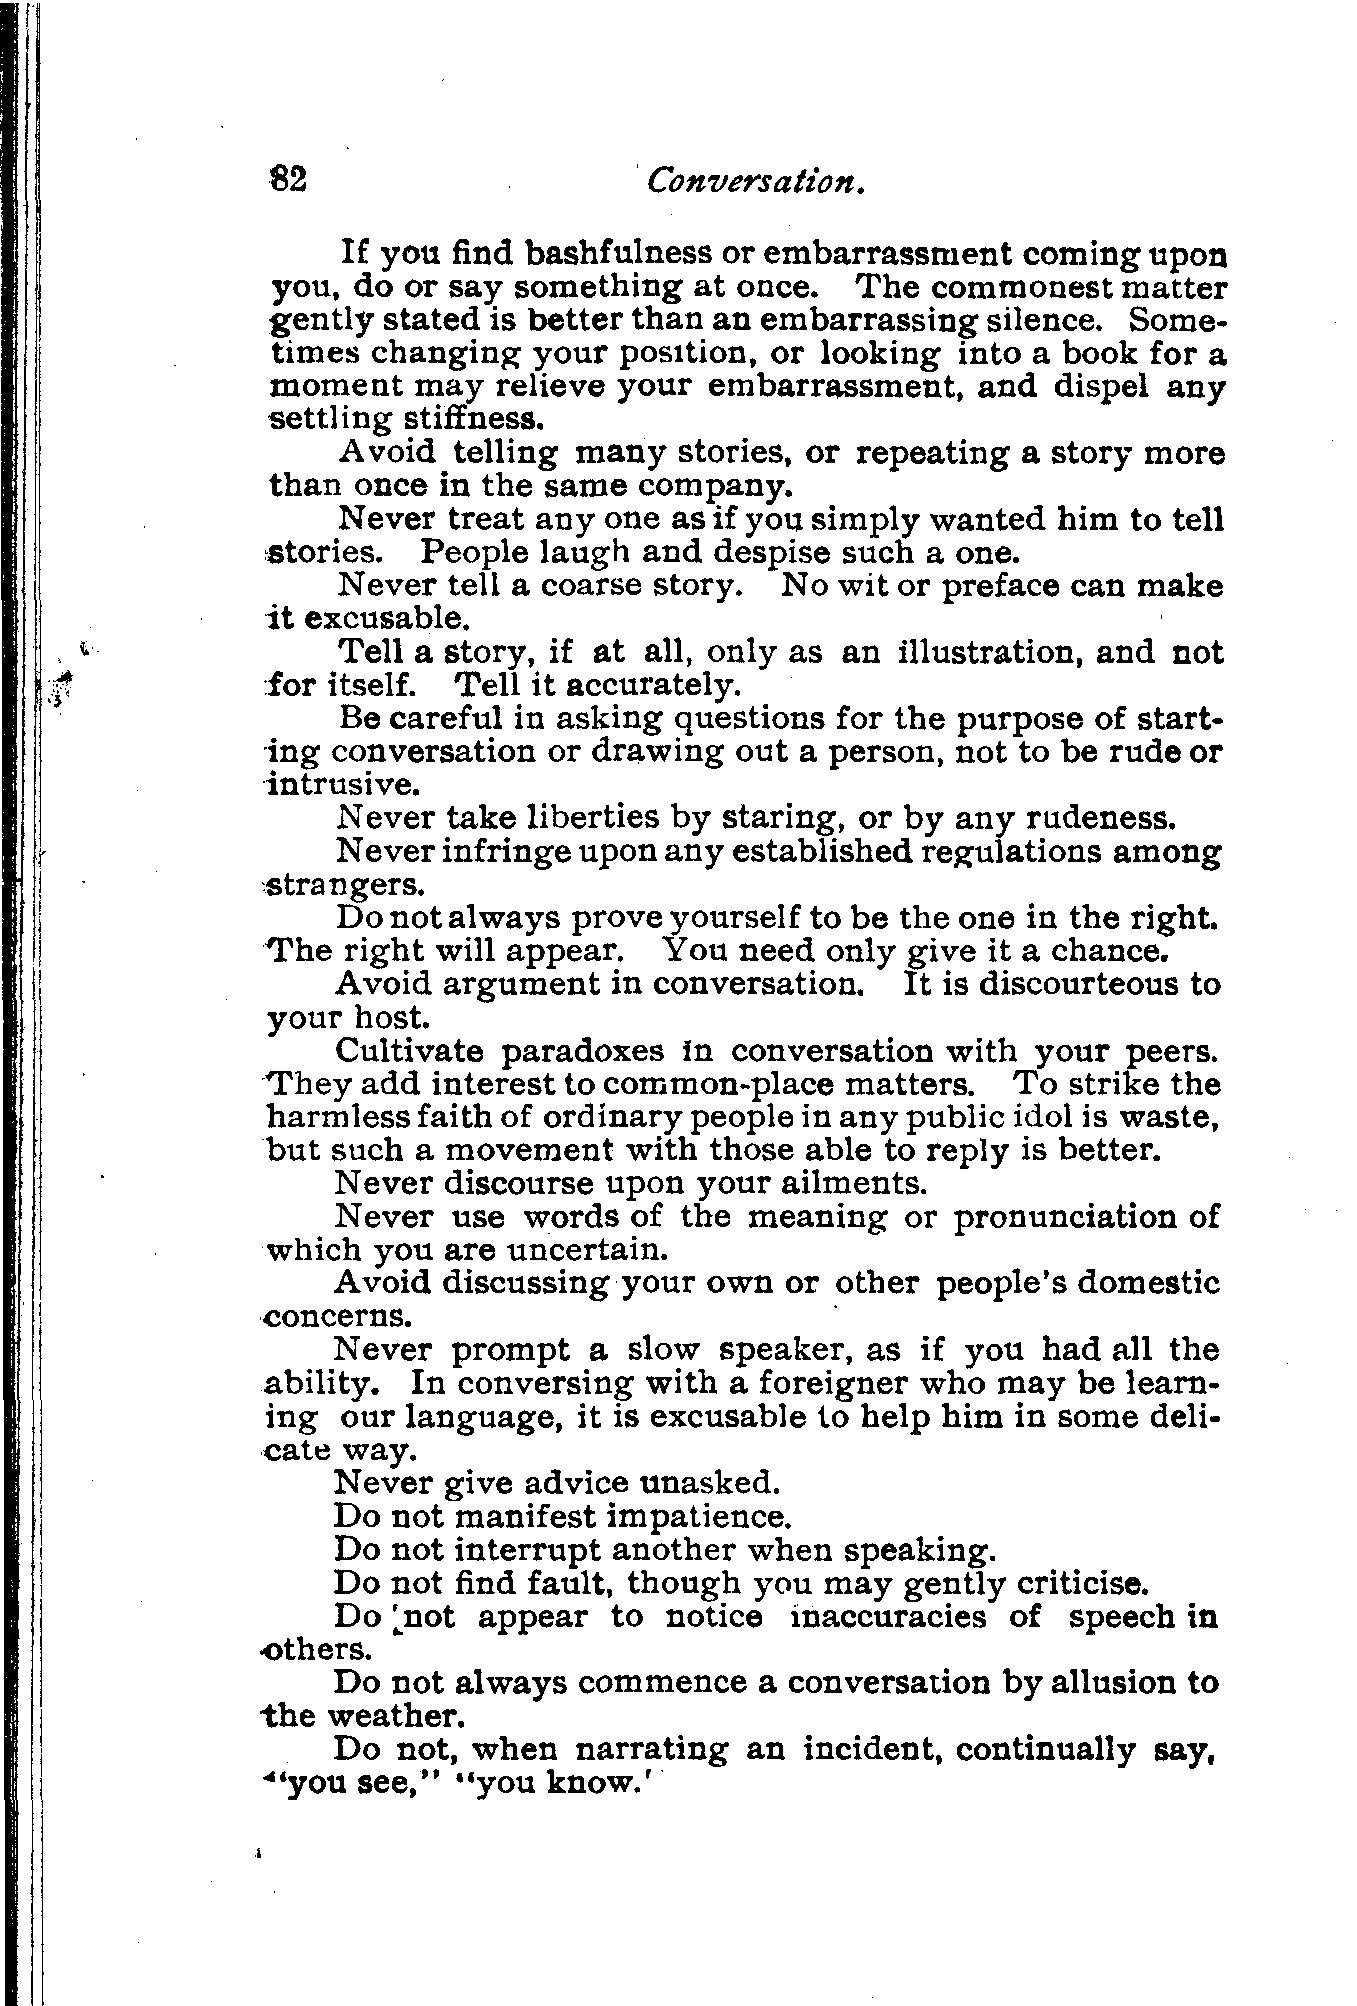 82 Conversation.
If you find bashfulness or embarrassment coming upon
you, do or say something at once. The commonest matter
gently stated is better than an embarrassing silence. Some-
times changing your position, or looking into a book for a
moment may relieve your embarrassment, and dispel any
settling stiffness.
Avoid telling many stories, or repeating a story more
than once in the same company.
Never treat any one as if you simply wanted him to tell
stories. People laugh and despise such a one.
Never tell a coarse story. No wit or preface can make
it excusable.
Tell a story, if at all, only as an illustration, and not
for itself. Tell it accurately.
Be careful in asking questions for the purpose of start-
ing conversation or drawing out a person, not to be rude or
intrusive.
Never take liberties by staring, or by any rudeness.
Never infringe upon any established regulations among
strangers.
Do not always prove yourself to be the one in the right.
The right will appear. You need only give it a chance.
Avoid argument in conversation. It is discourteous to
your host.
Cultivate paradoxes in conversation with your peers.
They add interest to common-place matters. To strike the
harmless faith of ordinary people in any public idol is waste,
but such a movement with those able to reply is better.
Never discourse upon your ailments.
Never use words of the meaning or pronunciation of
which you are uncertain.
Avoid discussing your own or other people's domestic
concerns.
Never prompt a slow speaker, as if you had all the
ability. In conversing with a foreigner who may be learn-
ing our language, it is excusable to help him in some deli-
cate way.
Never give advice unasked.
Do not manifest impatience.
Do not interrupt another when speaking.
Do not find fault, though you may gently criticise.
Do not appear to notice inaccuracies of speech in
others.
Do not always commence a conversation by allusion to
the weather.
Do not, when narrating an incident, continually say,
"you see," "you know.'